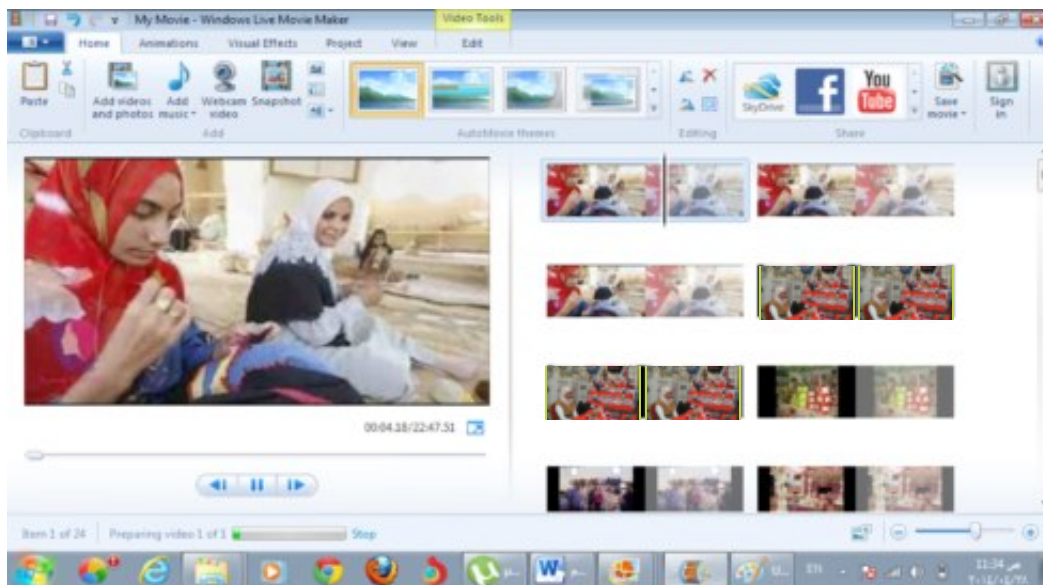 My Movie - Windows Live Movie Maker
Video Tools
Home Animations Visual Effects Project View Edit
Paste
Add videos and photos
Add music
Webcam video
Snapshot
SkyDrive
f
You Tube
Save movie
Sign in
Clipboard Add AutoMovie themes Editing Share
00:04.18/22:47.51
Item 1 of 24 Preparing video 1 of 1 Stop
W
EN
11:34 ص